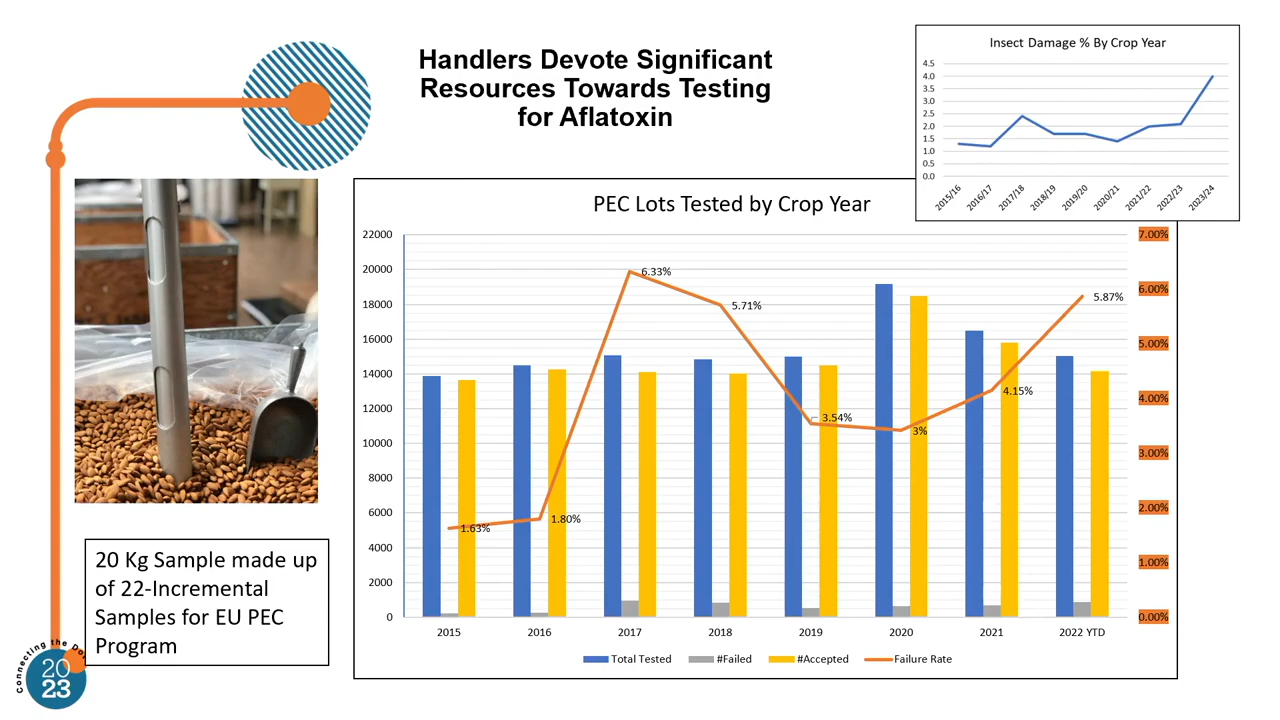 Handlers Devote Significant
Resources Towards Testing
for Aflatoxin
Insect Damage % By Crop Year
4.5
4.0
3.5
3.0
2.5
2.0
1.5
1.0
0.5
0.0
2015/16 2016/17 2017/18 2018/19 2019/20 2020/21 2021/22 2022/23 2023/24
PEC Lots Tested by Crop Year
22000 7.00%
20000
6.33%
18000 6.00%
5.71% 5.87%
16000 5.00%
14000
4.00%
12000 4.15%
3.54%
3%
10000
3.00%
8000
6000 2.00%
1.63% 1.80%
4000
1.00%
2000
0 0.00%
2015 2016 2017 2018 2019 2020 2021 2022 YTD
Total Tested #Failed #Accepted Failure Rate
20 Kg Sample made up
of 22-Incremental
Samples for EU PEC
Program
Connecting the Do
20
23